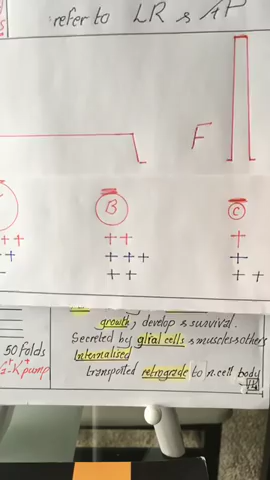 refer to LR & AP
F
B
C
++ ++ +
++ +++ ++
++ ++
growth, develop & survival.
Secreted by glial cells & muscles & others
50 folds
Internalised
K pump
transported retrograde to n.cell body